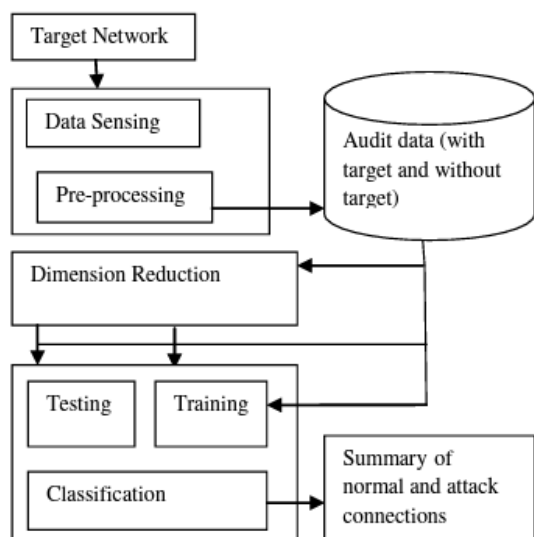 Target Network
Data Sensing
Pre-processing
Audit data (with
target and without
target)
Dimension Reduction
Testing
Training
Classification
Summary of
normal and attack
connections